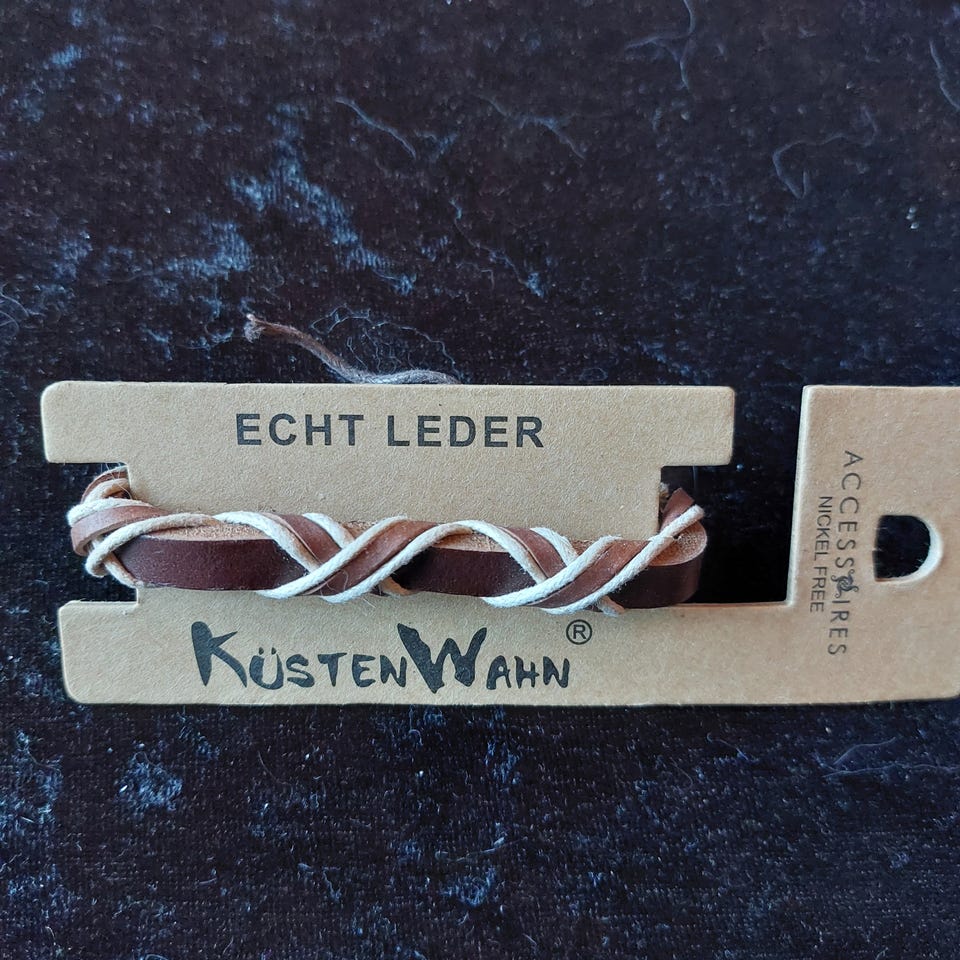 ECHT LEDER
KÜSTENWAHN®
ACCESSOIRES
NICKEL FREE